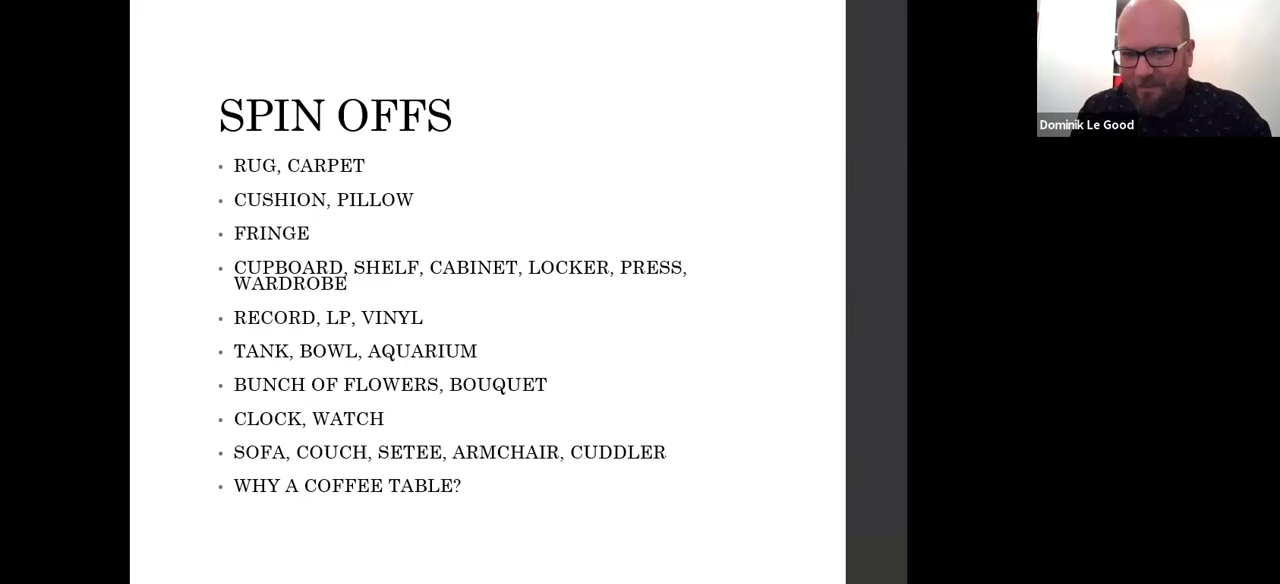 SPIN OFFS
• RUG, CARPET
• CUSHION, PILLOW
• FRINGE
• CUPBOARD, SHELF, CABINET, LOCKER, PRESS,
WARDROBE
• RECORD, LP, VINYL
• TANK, BOWL, AQUARIUM
• BUNCH OF FLOWERS, BOUQUET
• CLOCK, WATCH
• SOFA, COUCH, SETEE, ARMCHAIR, CUDDLER
• WHY A COFFEE TABLE?
Dominik Le Good